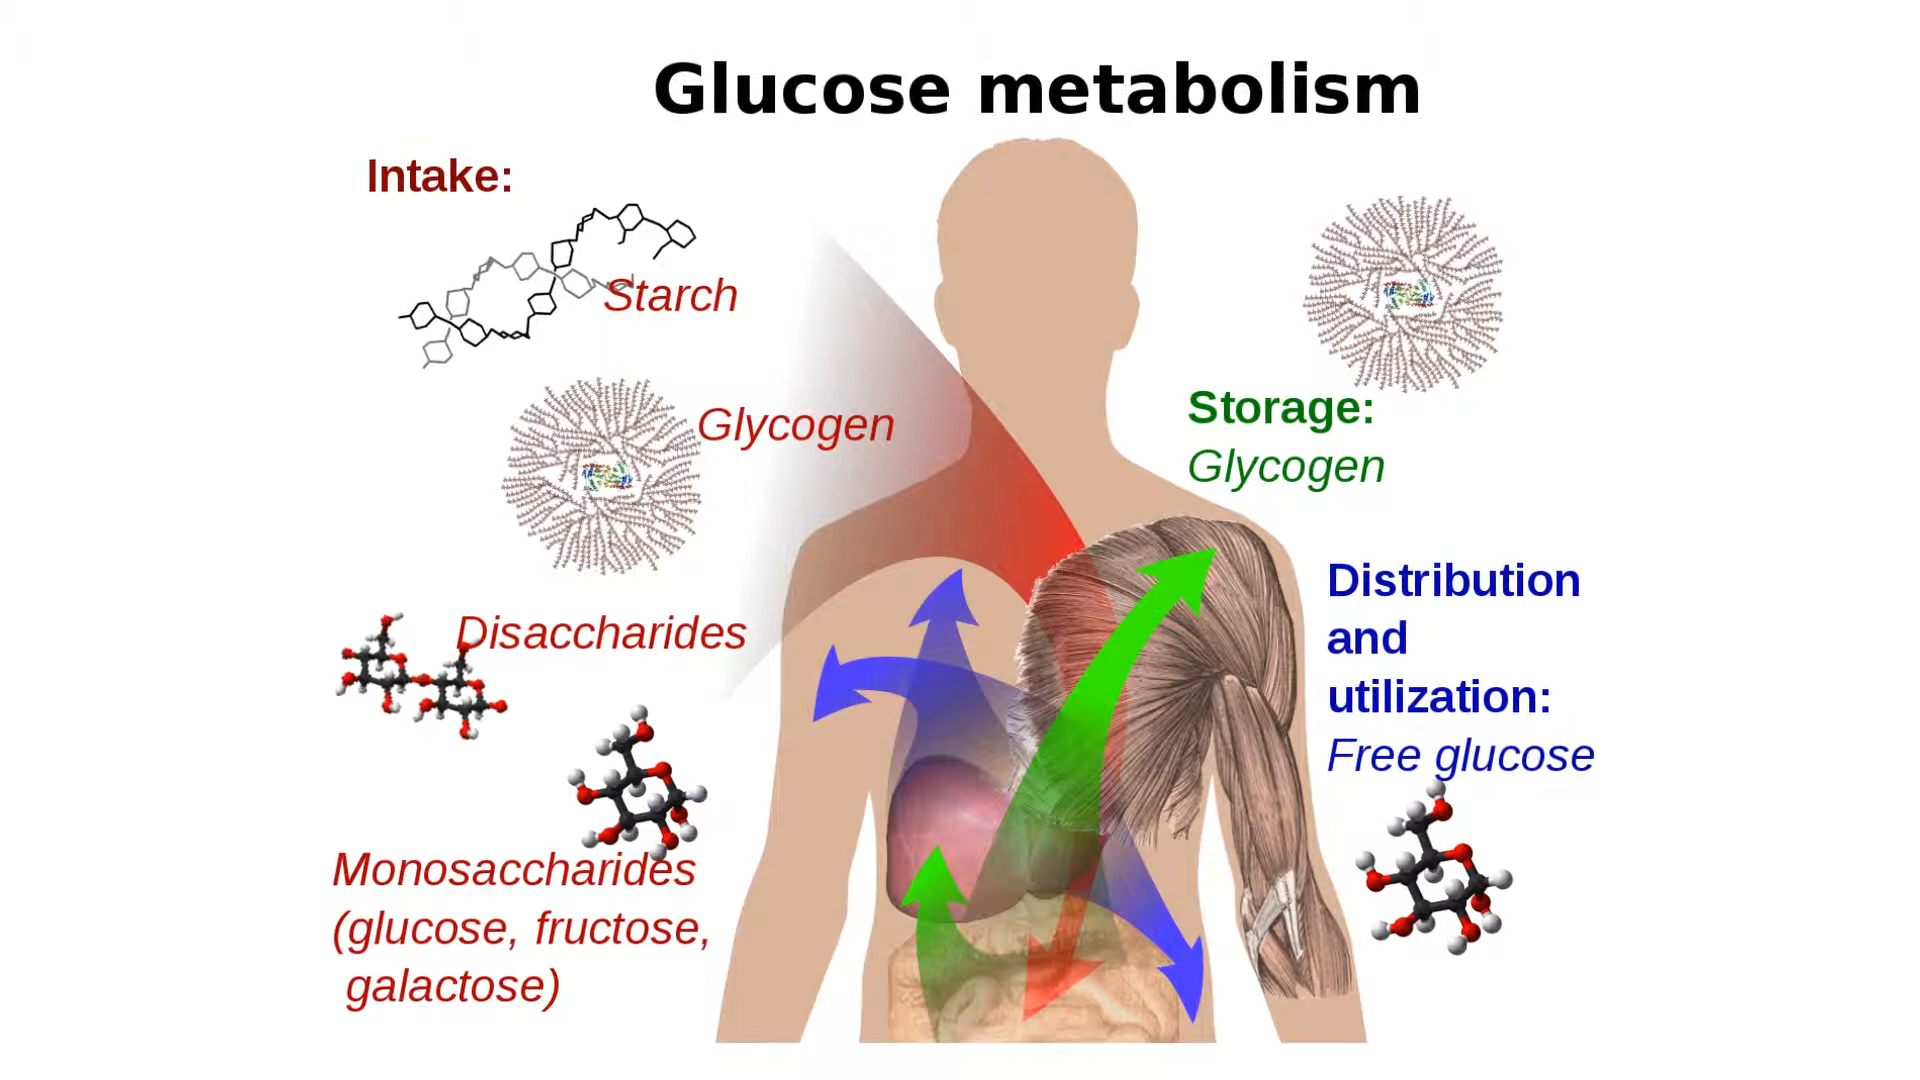 Glucose metabolism
Intake:
Starch
Glycogen
Disaccharides
Monosaccharides
(glucose, fructose,
galactose)
Storage:
Glycogen
Distribution
and
utilization:
Free glucose